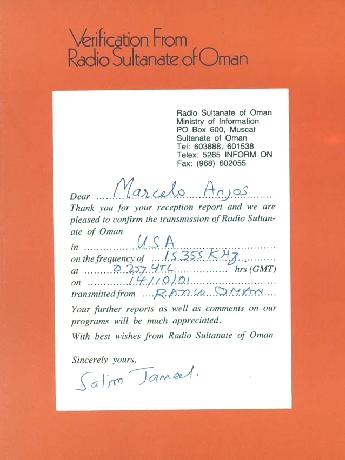 Verification From
Radio Sultanate of Oman
Radio Sultanate of Oman
Ministry of Information
PO Box 600, Muscat
Sultanate of Oman
Tel: 603888, 601538
Telex: 5265 INFORM ON
Fax: (968) 602055
Dear Marcelo Anjos
Thank you for your reception report and we are
pleased to confirm the transmission of Radio Sultan-
ate of Oman
in USA
on the frequency of 15355 KHz
at hrs (GMT)
on 14/10/01
transmitted from Radio Oman
Your further reports as well as comments on our
programs will be much appreciated.
With best wishes from Radio Sultanate of Oman
Sincerely yours,
Salim Jameel.